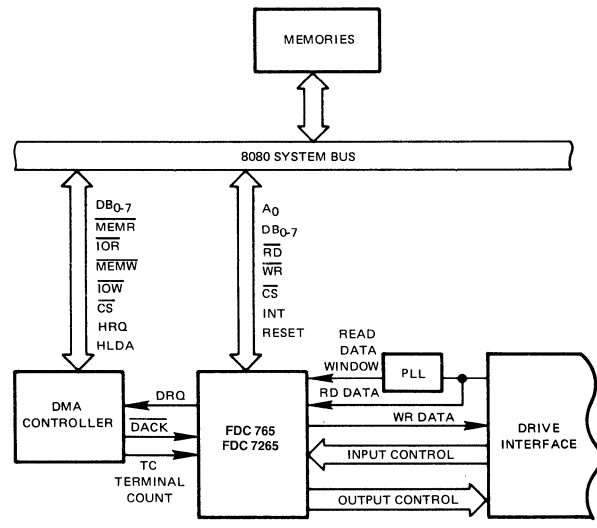 MEMORIES
8080 SYSTEM BUS
DB0-7
MEMR
IOR
MEMW
IOW
CS
HRQ
HLDA
A0
DB0-7
RD
WR
CS
INT
RESET
READ
DATA
WINDOW
PLL
DMA
CONTROLLER
DRQ
DACK
TC
TERMINAL
COUNT
FDC 765
FDC 7265
RD DATA
WR DATA
INPUT CONTROL
OUTPUT CONTROL
DRIVE
INTERFACE